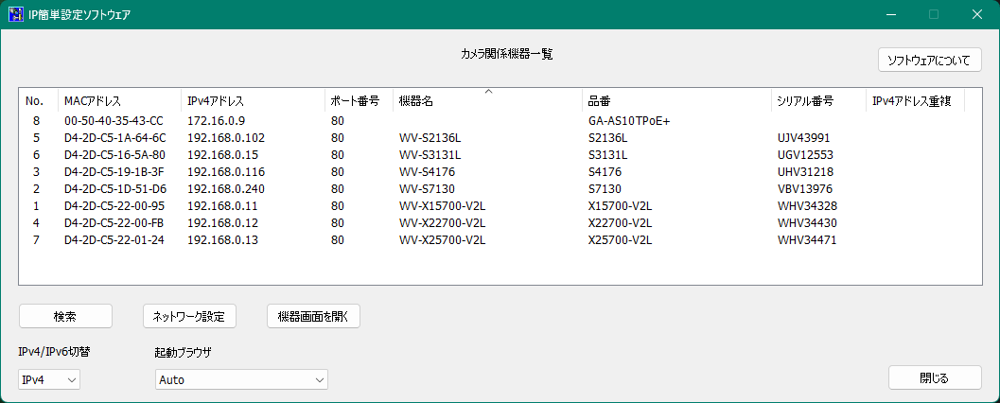 IP簡単設定ソフトウェア
カメラ関係機器一覧
ソフトウェアについて
No. MACアドレス IPv4アドレス ポート番号 機器名 品番 シリアル番号 IPv4アドレス重複
8 00-50-40-35-43-CC 172.16.0.9 80 GA-AS10TPoE+
5 D4-2D-C5-1A-64-6C 192.168.0.102 80 WV-S2136L S2136L UJV43991
6 D4-2D-C5-16-5A-80 192.168.0.15 80 WV-S3131L S3131L UGV12553
3 D4-2D-C5-19-1B-3F 192.168.0.116 80 WV-S4176 S4176 UHV31218
2 D4-2D-C5-1D-51-D6 192.168.0.240 80 WV-S7130 S7130 VBV13976
1 D4-2D-C5-22-00-95 192.168.0.11 80 WV-X15700-V2L X15700-V2L WHV34328
4 D4-2D-C5-22-00-FB 192.168.0.12 80 WV-X22700-V2L X22700-V2L WHV34430
7 D4-2D-C5-22-01-24 192.168.0.13 80 WV-X25700-V2L X25700-V2L WHV34471
検索 ネットワーク設定 機器画面を開く
IPv4/IPv6切替 起動ブラウザ
IPv4 Auto
閉じる